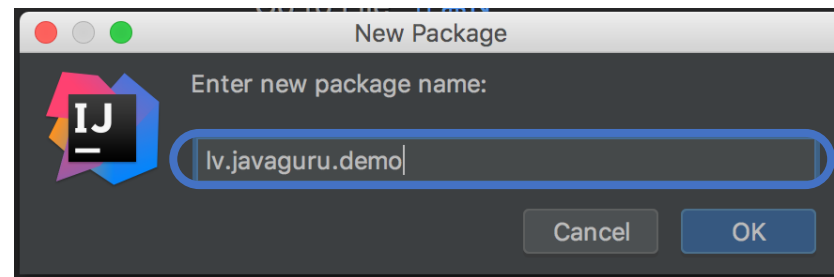 New Package
IJ
Enter new package name:
lv.javaguru.demo
Cancel
OK